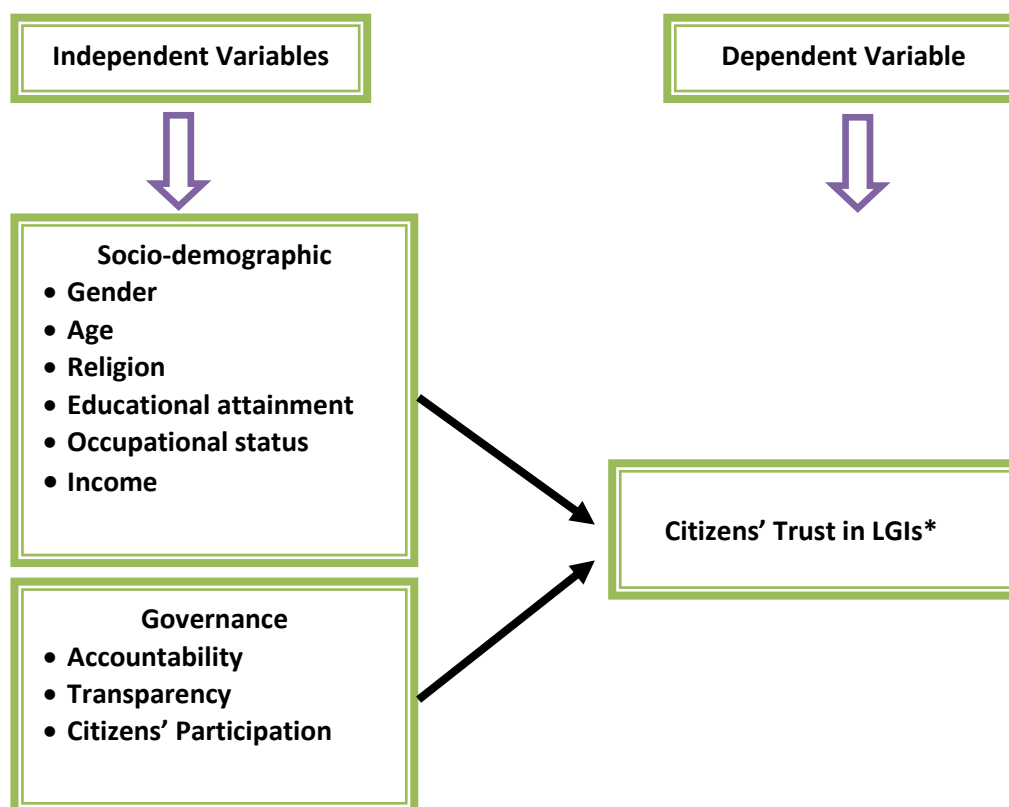 Independent Variables
Dependent Variable
Socio-demographic
• Gender
• Age
• Religion
• Educational attainment
• Occupational status
• Income
Citizens’ Trust in LGIs*
Governance
• Accountability
• Transparency
• Citizens’ Participation